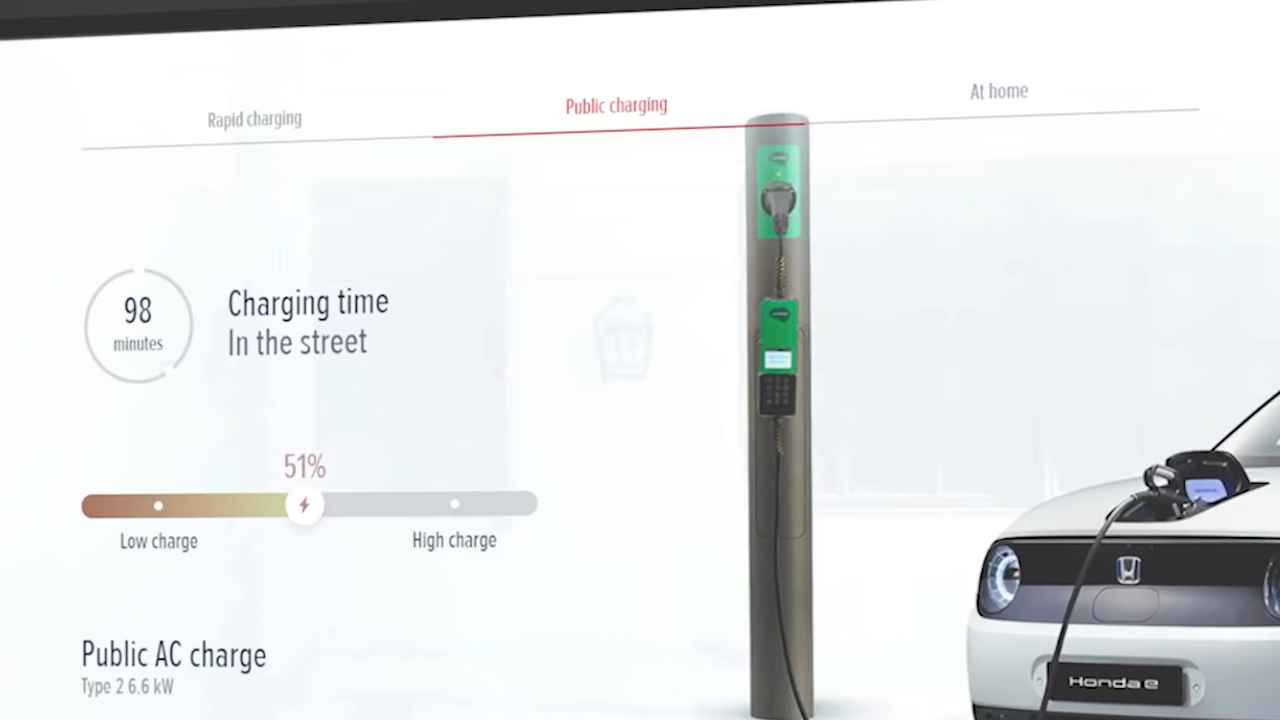 Rapid charging
Public charging
At home
98
minutes
Charging time
In the street
51%
Low charge
High charge
Public AC charge
Type 2 6.6 kW
Honda e